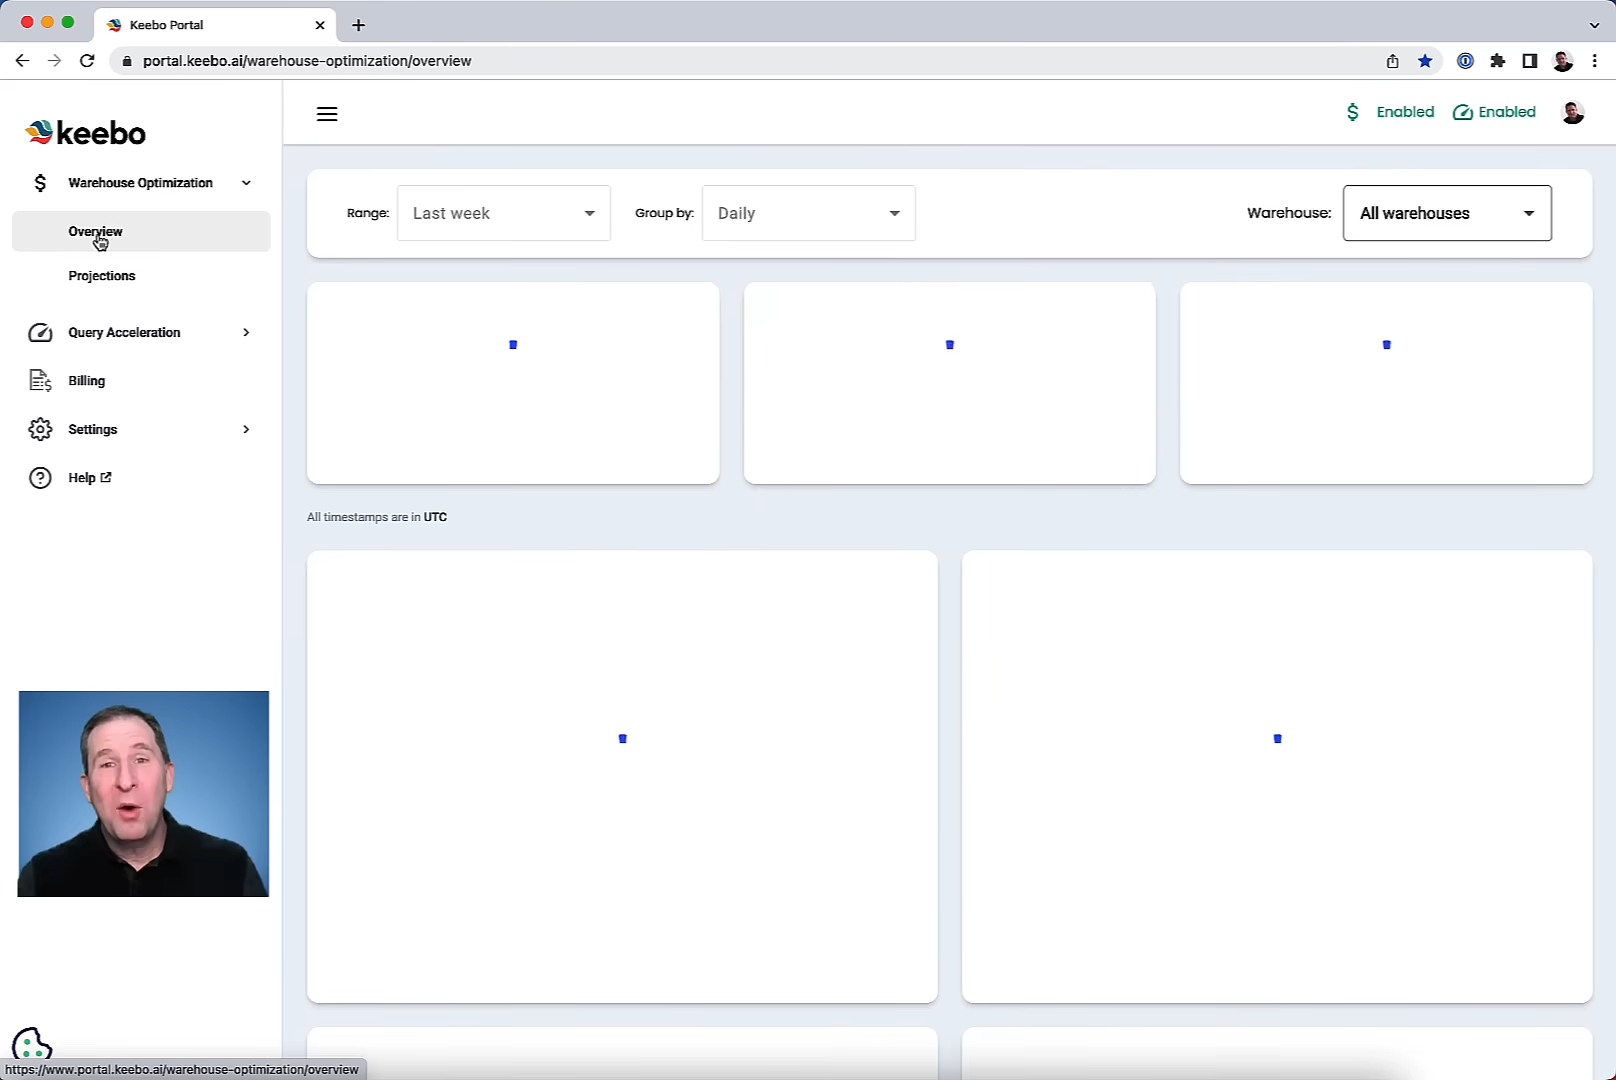 Keebo Portal
portal.keebo.ai/warehouse-optimization/overview
keebo
Enabled
Enabled
Warehouse Optimization
Overview
Projections
Query Acceleration
Billing
Settings
Help
Range:
Last week
Group by:
Daily
Warehouse:
All warehouses
All timestamps are in UTC
https://www.portal.keebo.ai/warehouse-optimization/overview